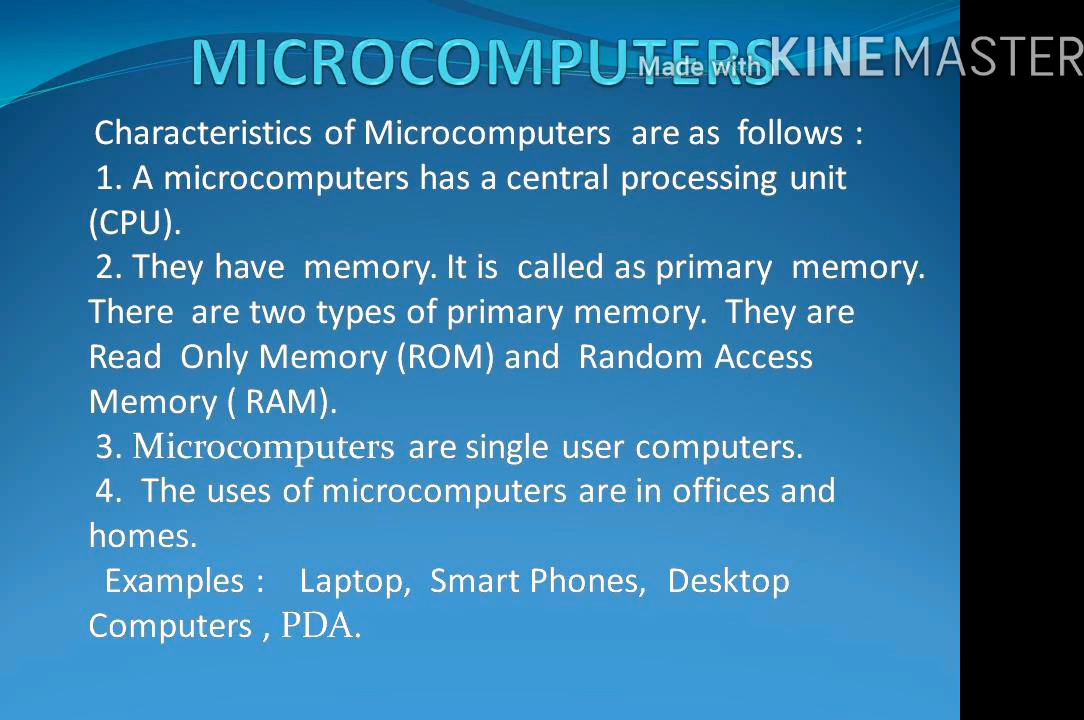 MICROCOMPUTERS
Made with KINEMASTER
Characteristics of Microcomputers are as follows :
1. A microcomputers has a central processing unit
(CPU).
2. They have memory. It is called as primary memory.
There are two types of primary memory. They are
Read Only Memory (ROM) and Random Access
Memory ( RAM).
3. Microcomputers are single user computers.
4. The uses of microcomputers are in offices and
homes.
Examples : Laptop, Smart Phones, Desktop
Computers , PDA.